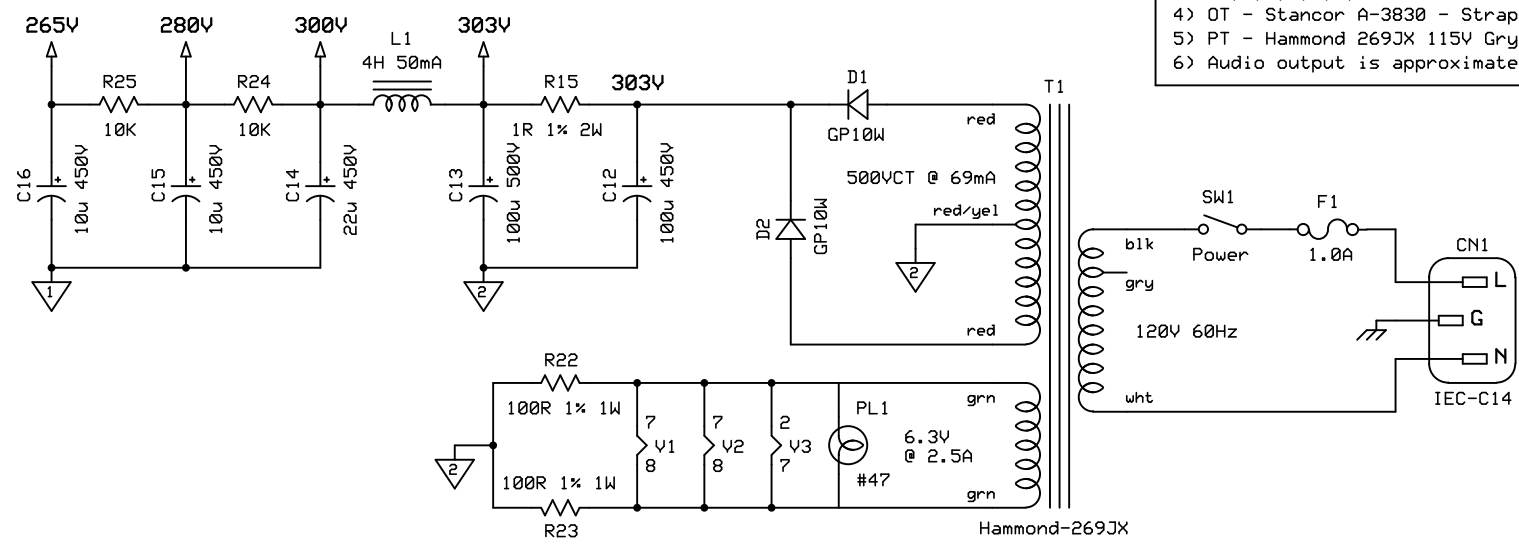 4) OT - Stancor A-3830 - Strap
5) PT - Hammond 269JX 115V Gry
6) Audio output is approximate
265V
280V
300V
303V
L1
4H 50mA
R25
10K
R24
10K
R15
1R 1% 2W
303V
D1
GP10W
T1
red
C16
10u 450V
C15
10u 450V
C14
22u 450V
C13
100u 500V
C12
100u 450V
D2
GP10W
500VCT @ 69mA
red/yel
2
red
1
2
blk
gry
120V 60Hz
wht
SW1
Power
F1
1.0A
CN1
L
G
N
IEC-C14
R22
100R 1% 1W
2
100R 1% 1W
R23
7
V1
8
7
V2
8
2
V3
7
PL1
#47
6.3V
@ 2.5A
grn
grn
Hammond-269JX